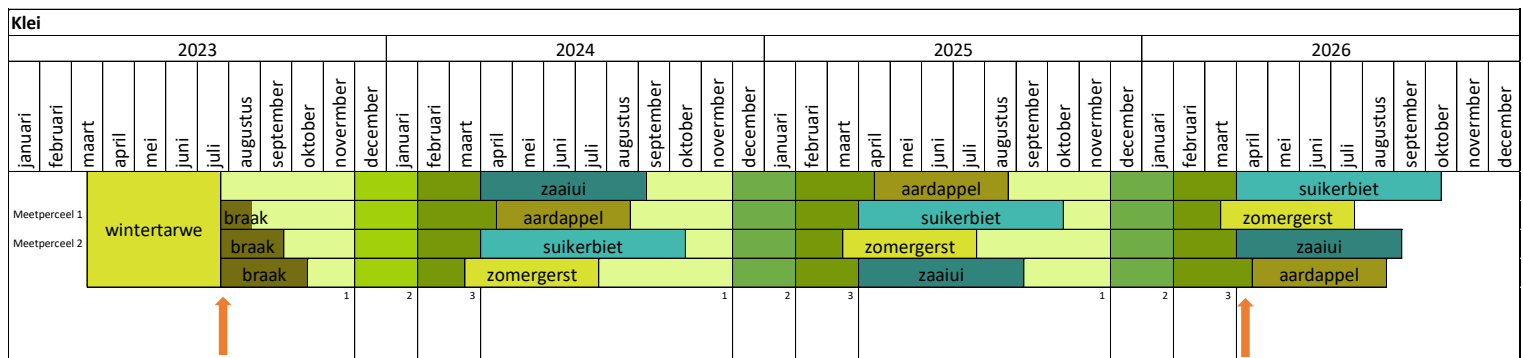 Klei
2023 2024 2025 2026
januari februari maart april mei juni juli augustus september oktober novermber december januari februari maart april mei juni juli augustus september oktober novermber december januari februari maart april mei juni juli augustus september oktober novermber december januari februari maart april mei juni juli augustus september oktober november december
zaaiui aardappel suikerbiet
Meetperceel 1 braak aardappel suikerbiet zomergerst
wintertarwe
Meetperceel 2 braak suikerbiet zomergerst zaaiui
braak zomergerst zaaiui aardappel
1 2 3 1 2 3 1 2 3